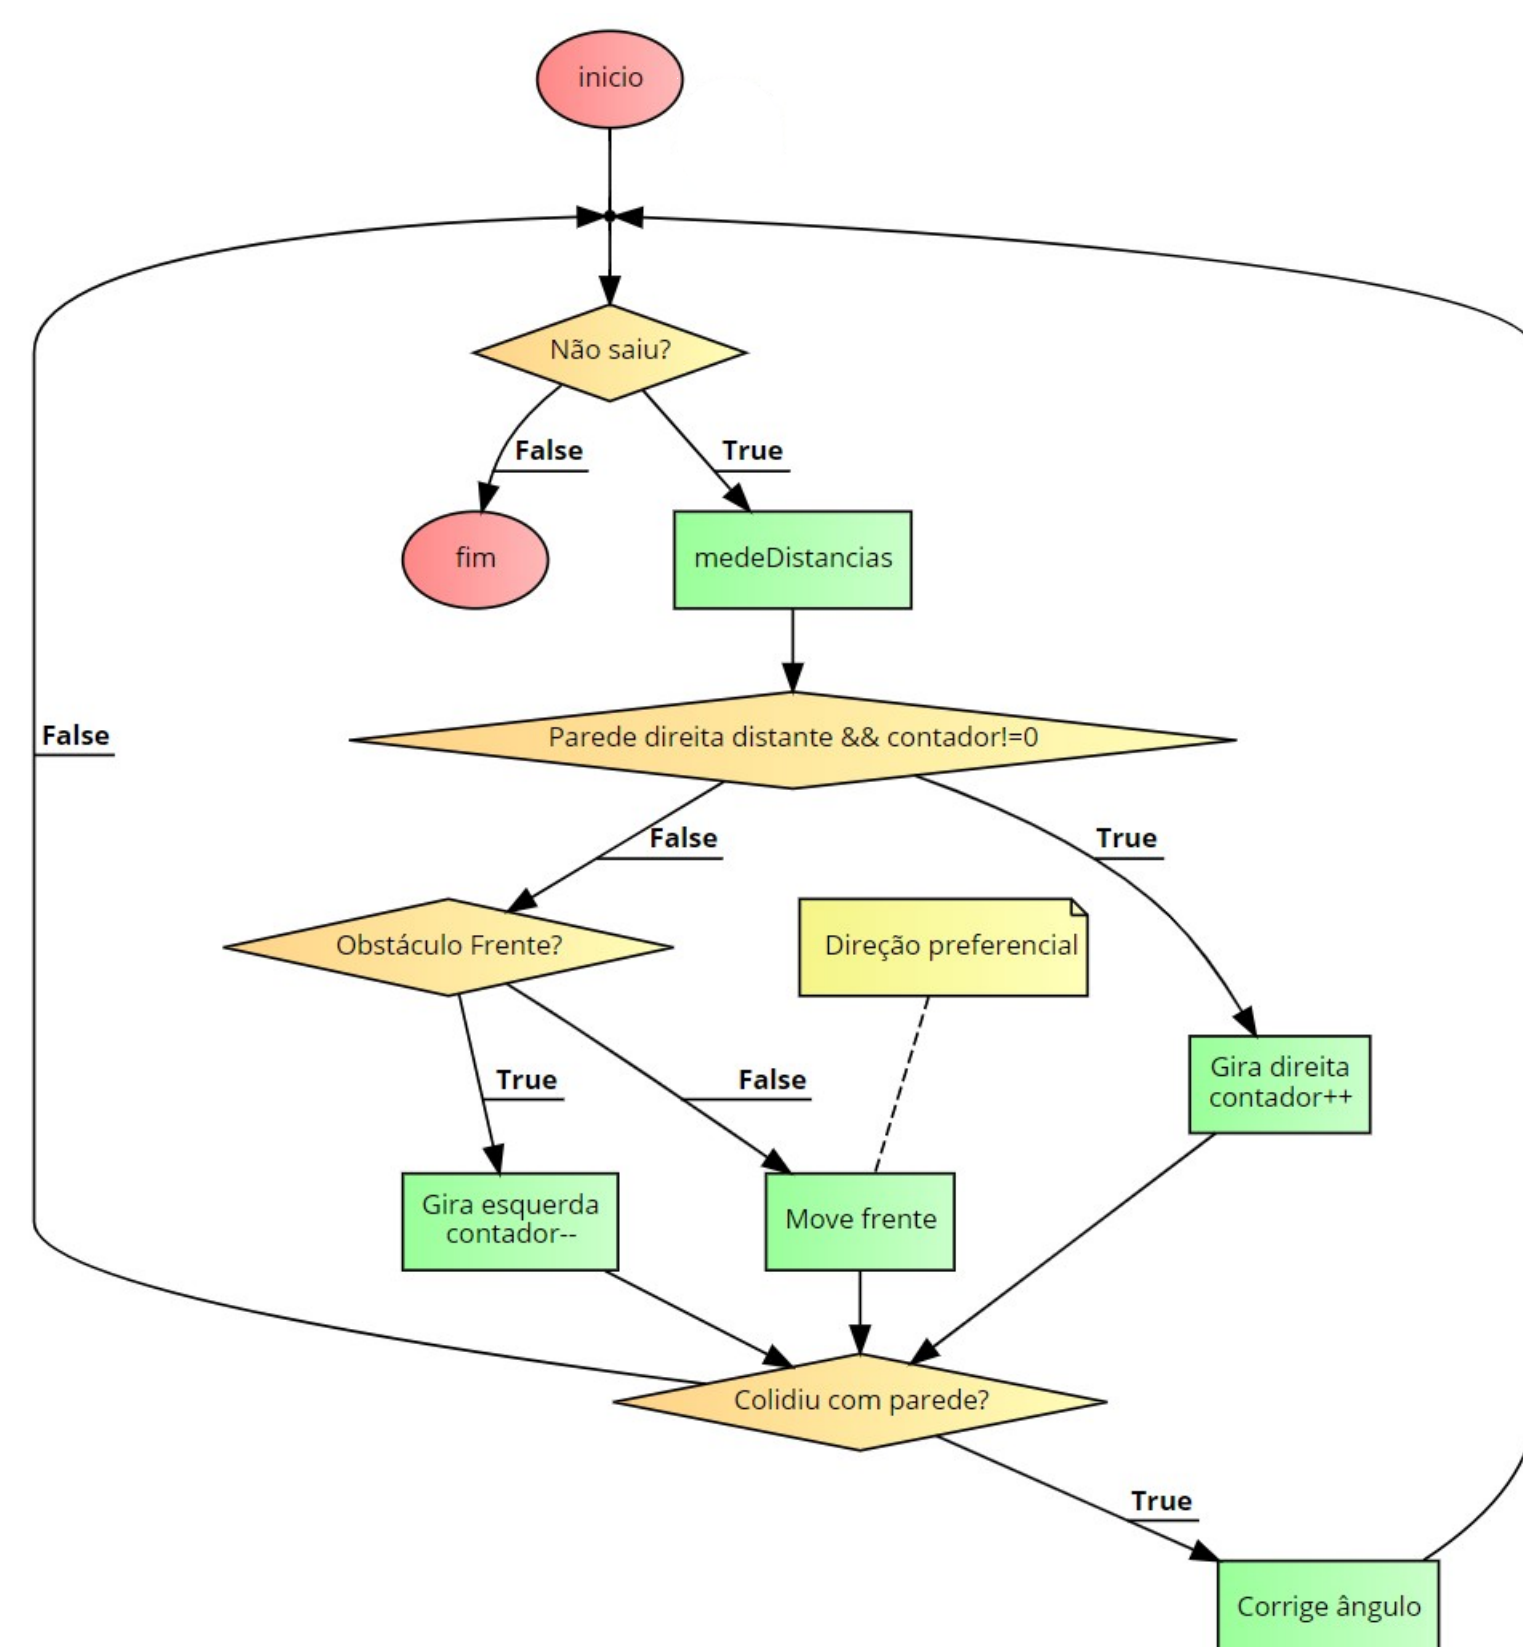 inicio
Não saiu?
False
True
fim
medeDistancias
False
Parede direita distante && contador!=0
False
True
Obstáculo Frente?
Direção preferencial
True
False
Gira direita
contador++
Gira esquerda
contador--
Move frente
Colidiu com parede?
True
Corrige ângulo